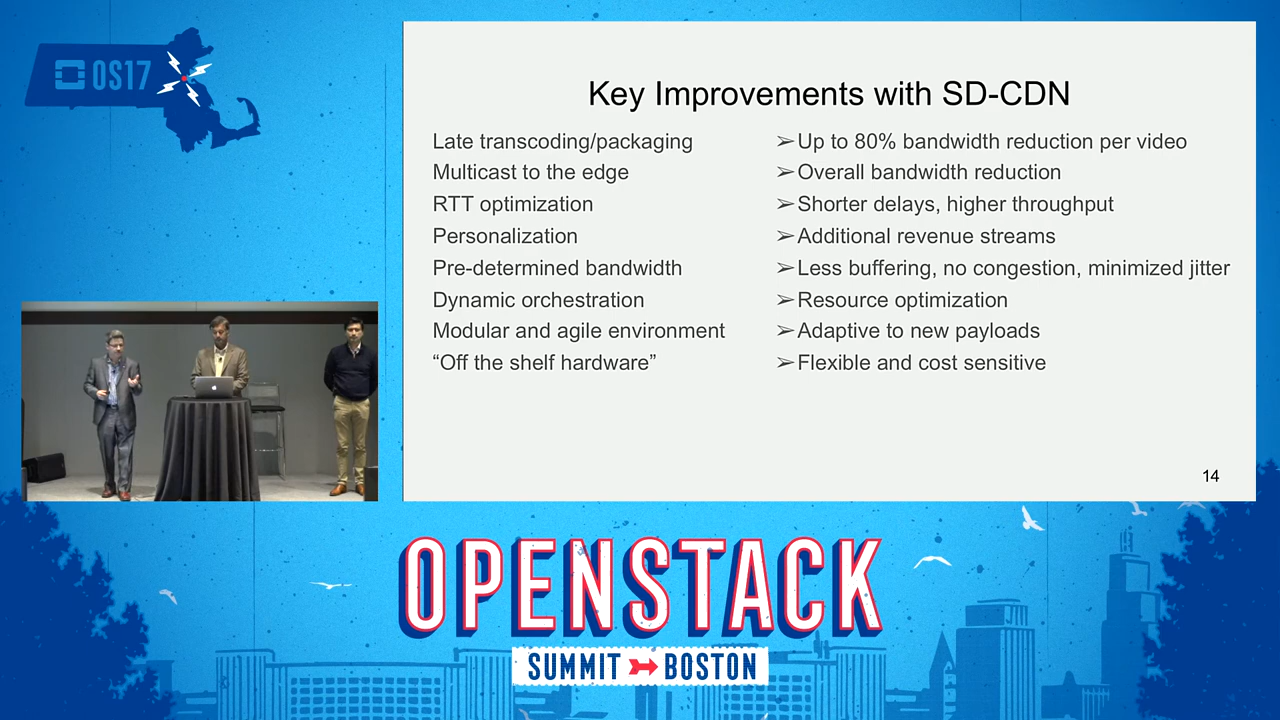 OS17
Key Improvements with SD-CDN
Late transcoding/packaging ➢Up to 80% bandwidth reduction per video
Multicast to the edge ➢Overall bandwidth reduction
RTT optimization ➢Shorter delays, higher throughput
Personalization ➢Additional revenue streams
Pre-determined bandwidth ➢Less buffering, no congestion, minimized jitter
Dynamic orchestration ➢Resource optimization
Modular and agile environment ➢Adaptive to new payloads
“Off the shelf hardware” ➢Flexible and cost sensitive
14
OPENSTACK
SUMMIT BOSTON